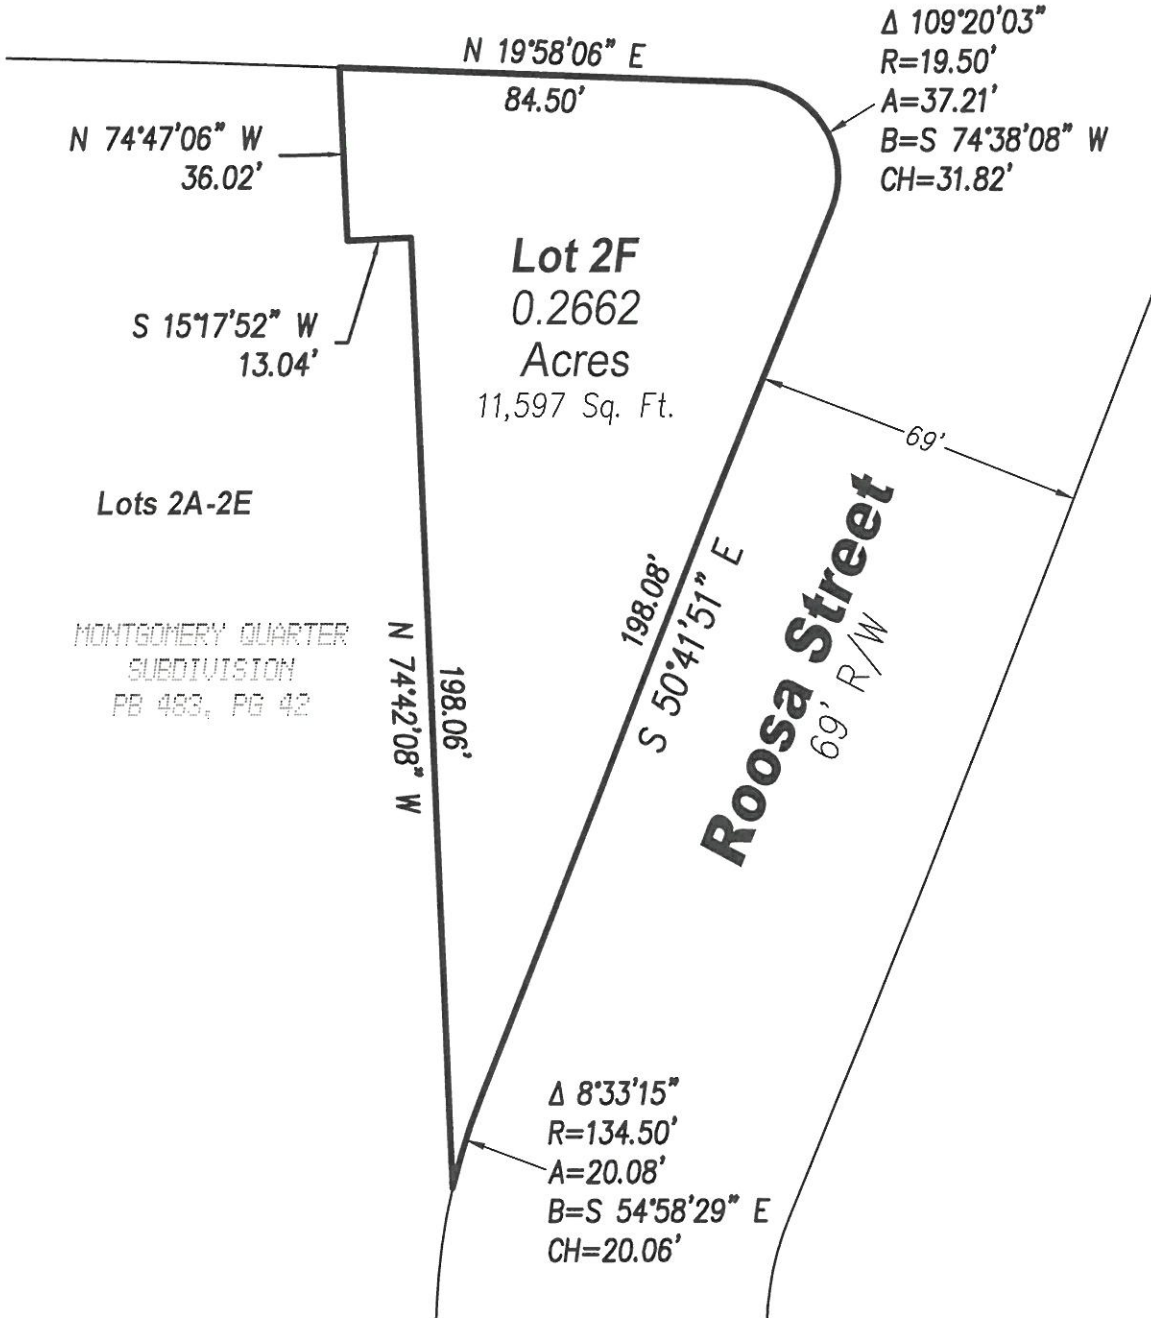 N 19°58'06" E
84.50'
Δ 109°20'03"
R=19.50'
A=37.21'
B=S 74°38'08" W
CH=31.82'
N 74°47'06" W
36.02'
S 15°17'52" W
13.04'
Lot 2F
0.2662
Acres
11,597 Sq. Ft.
69'
Lots 2A-2E
MONTGOMERY QUARTER
SUBDIVISION
PB 483, PG 42
N 74°42'08" W
198.06'
198.08'
S 50°41'51" E
Roosa Street
69' R/W
Δ 8°33'15"
R=134.50'
A=20.08'
B=S 54°58'29" E
CH=20.06'